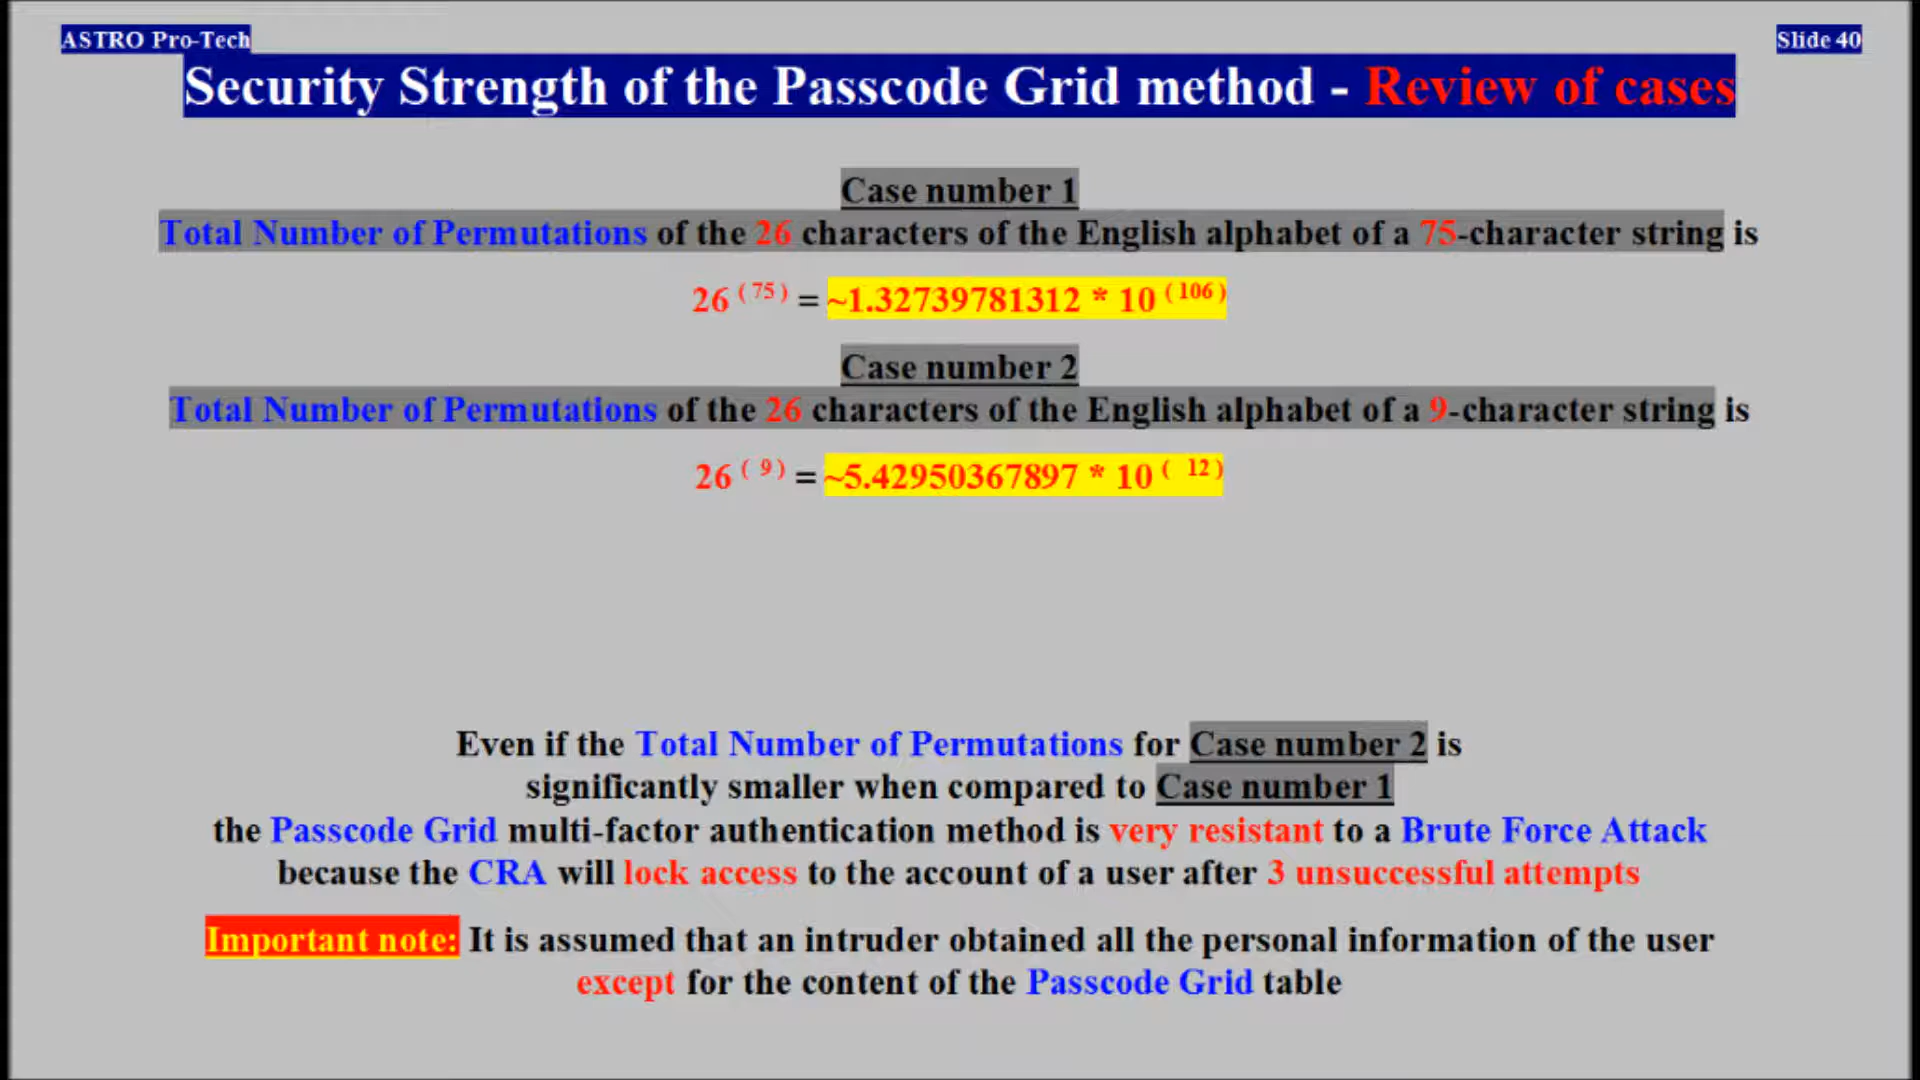 ASTRO Pro-Tech
Slide 40
Security Strength of the Passcode Grid method - Review of cases
Case number 1
Total Number of Permutations of the 26 characters of the English alphabet of a 75-character string is
26 ( 75 ) = ~1.32739781312 * 10 ( 106 )
Case number 2
Total Number of Permutations of the 26 characters of the English alphabet of a 9-character string is
26 ( 9 ) = ~5.42950367897 * 10 ( 12 )
Even if the Total Number of Permutations for Case number 2 is
significantly smaller when compared to Case number 1
the Passcode Grid multi-factor authentication method is very resistant to a Brute Force Attack
because the CRA will lock access to the account of a user after 3 unsuccessful attempts
Important note: It is assumed that an intruder obtained all the personal information of the user
except for the content of the Passcode Grid table